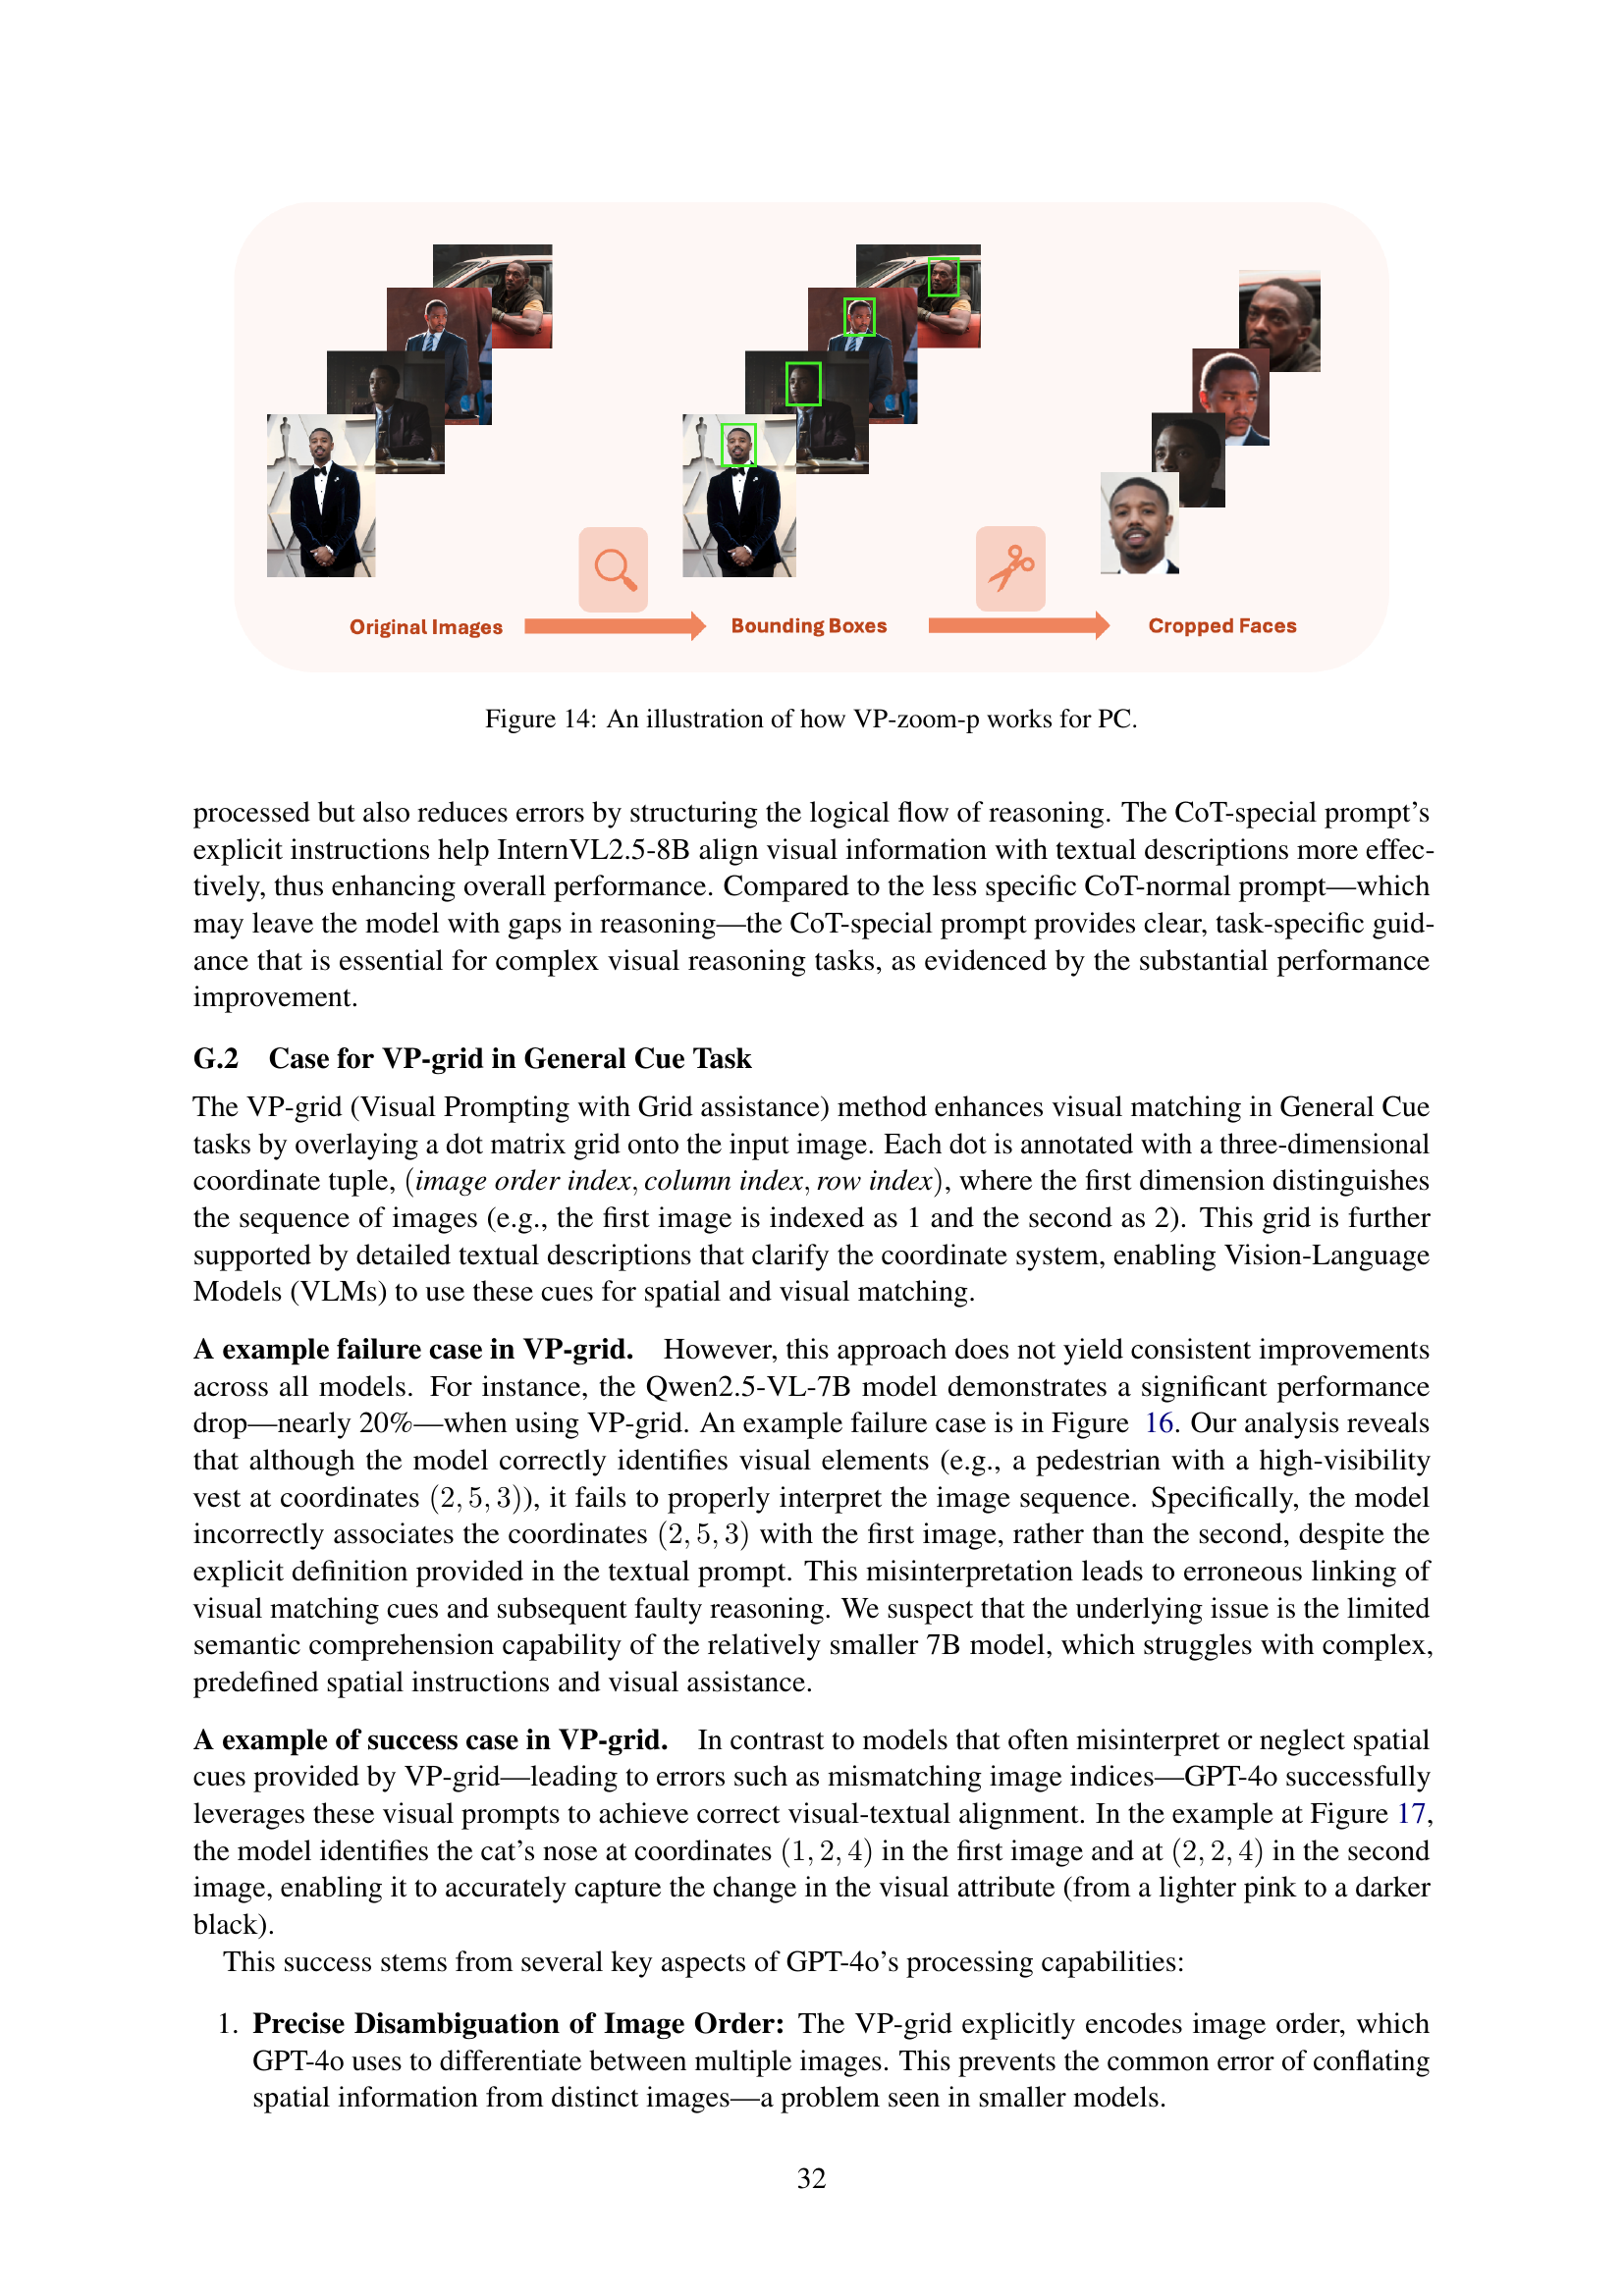 Original Images
Bounding Boxes
Cropped Faces
Figure 14: An illustration of how VP-zoom-p works for PC.
processed but also reduces errors by structuring the logical flow of reasoning. The CoT-special prompt's
explicit instructions help InternVL2.5-8B align visual information with textual descriptions more effec-
tively, thus enhancing overall performance. Compared to the less specific CoT-normal prompt—which
may leave the model with gaps in reasoning—the CoT-special prompt provides clear, task-specific guid-
ance that is essential for complex visual reasoning tasks, as evidenced by the substantial performance
improvement.
G.2 Case for VP-grid in General Cue Task
The VP-grid (Visual Prompting with Grid assistance) method enhances visual matching in General Cue
tasks by overlaying a dot matrix grid onto the input image. Each dot is annotated with a three-dimensional
coordinate tuple, (image order index, column index, row index), where the first dimension distinguishes
the sequence of images (e.g., the first image is indexed as 1 and the second as 2). This grid is further
supported by detailed textual descriptions that clarify the coordinate system, enabling Vision-Language
Models (VLMs) to use these cues for spatial and visual matching.
A example failure case in VP-grid. However, this approach does not yield consistent improvements
across all models. For instance, the Qwen2.5-VL-7B model demonstrates a significant performance
drop—nearly 20%—when using VP-grid. An example failure case is in Figure 16. Our analysis reveals
that although the model correctly identifies visual elements (e.g., a pedestrian with a high-visibility
vest at coordinates (2, 5, 3)), it fails to properly interpret the image sequence. Specifically, the model
incorrectly associates the coordinates (2, 5, 3) with the first image, rather than the second, despite the
explicit definition provided in the textual prompt. This misinterpretation leads to erroneous linking of
visual matching cues and subsequent faulty reasoning. We suspect that the underlying issue is the limited
semantic comprehension capability of the relatively smaller 7B model, which struggles with complex,
predefined spatial instructions and visual assistance.
A example of success case in VP-grid. In contrast to models that often misinterpret or neglect spatial
cues provided by VP-grid—leading to errors such as mismatching image indices—GPT-4o successfully
leverages these visual prompts to achieve correct visual-textual alignment. In the example at Figure 17,
the model identifies the cat's nose at coordinates (1, 2, 4) in the first image and at (2, 2, 4) in the second
image, enabling it to accurately capture the change in the visual attribute (from a lighter pink to a darker
black).
This success stems from several key aspects of GPT-4o's processing capabilities:
1. Precise Disambiguation of Image Order: The VP-grid explicitly encodes image order, which
GPT-4o uses to differentiate between multiple images. This prevents the common error of conflating
spatial information from distinct images—a problem seen in smaller models.
32